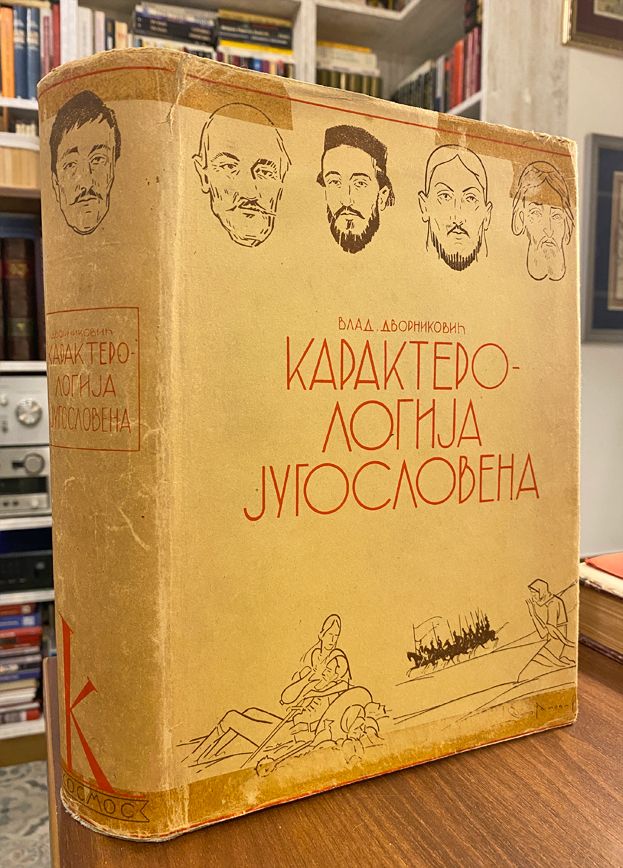 ВЛАД. ДВОРНИКОВИЋ
КАРАКТЕРО-
ЛОГИЈА
ЈУГОСЛОВЕНА
ДВОРНИКОВИЋ
КАРАКТЕРО-
ЛОГИЈА
ЈУГОСЛОВЕНА
К
КОСМОС